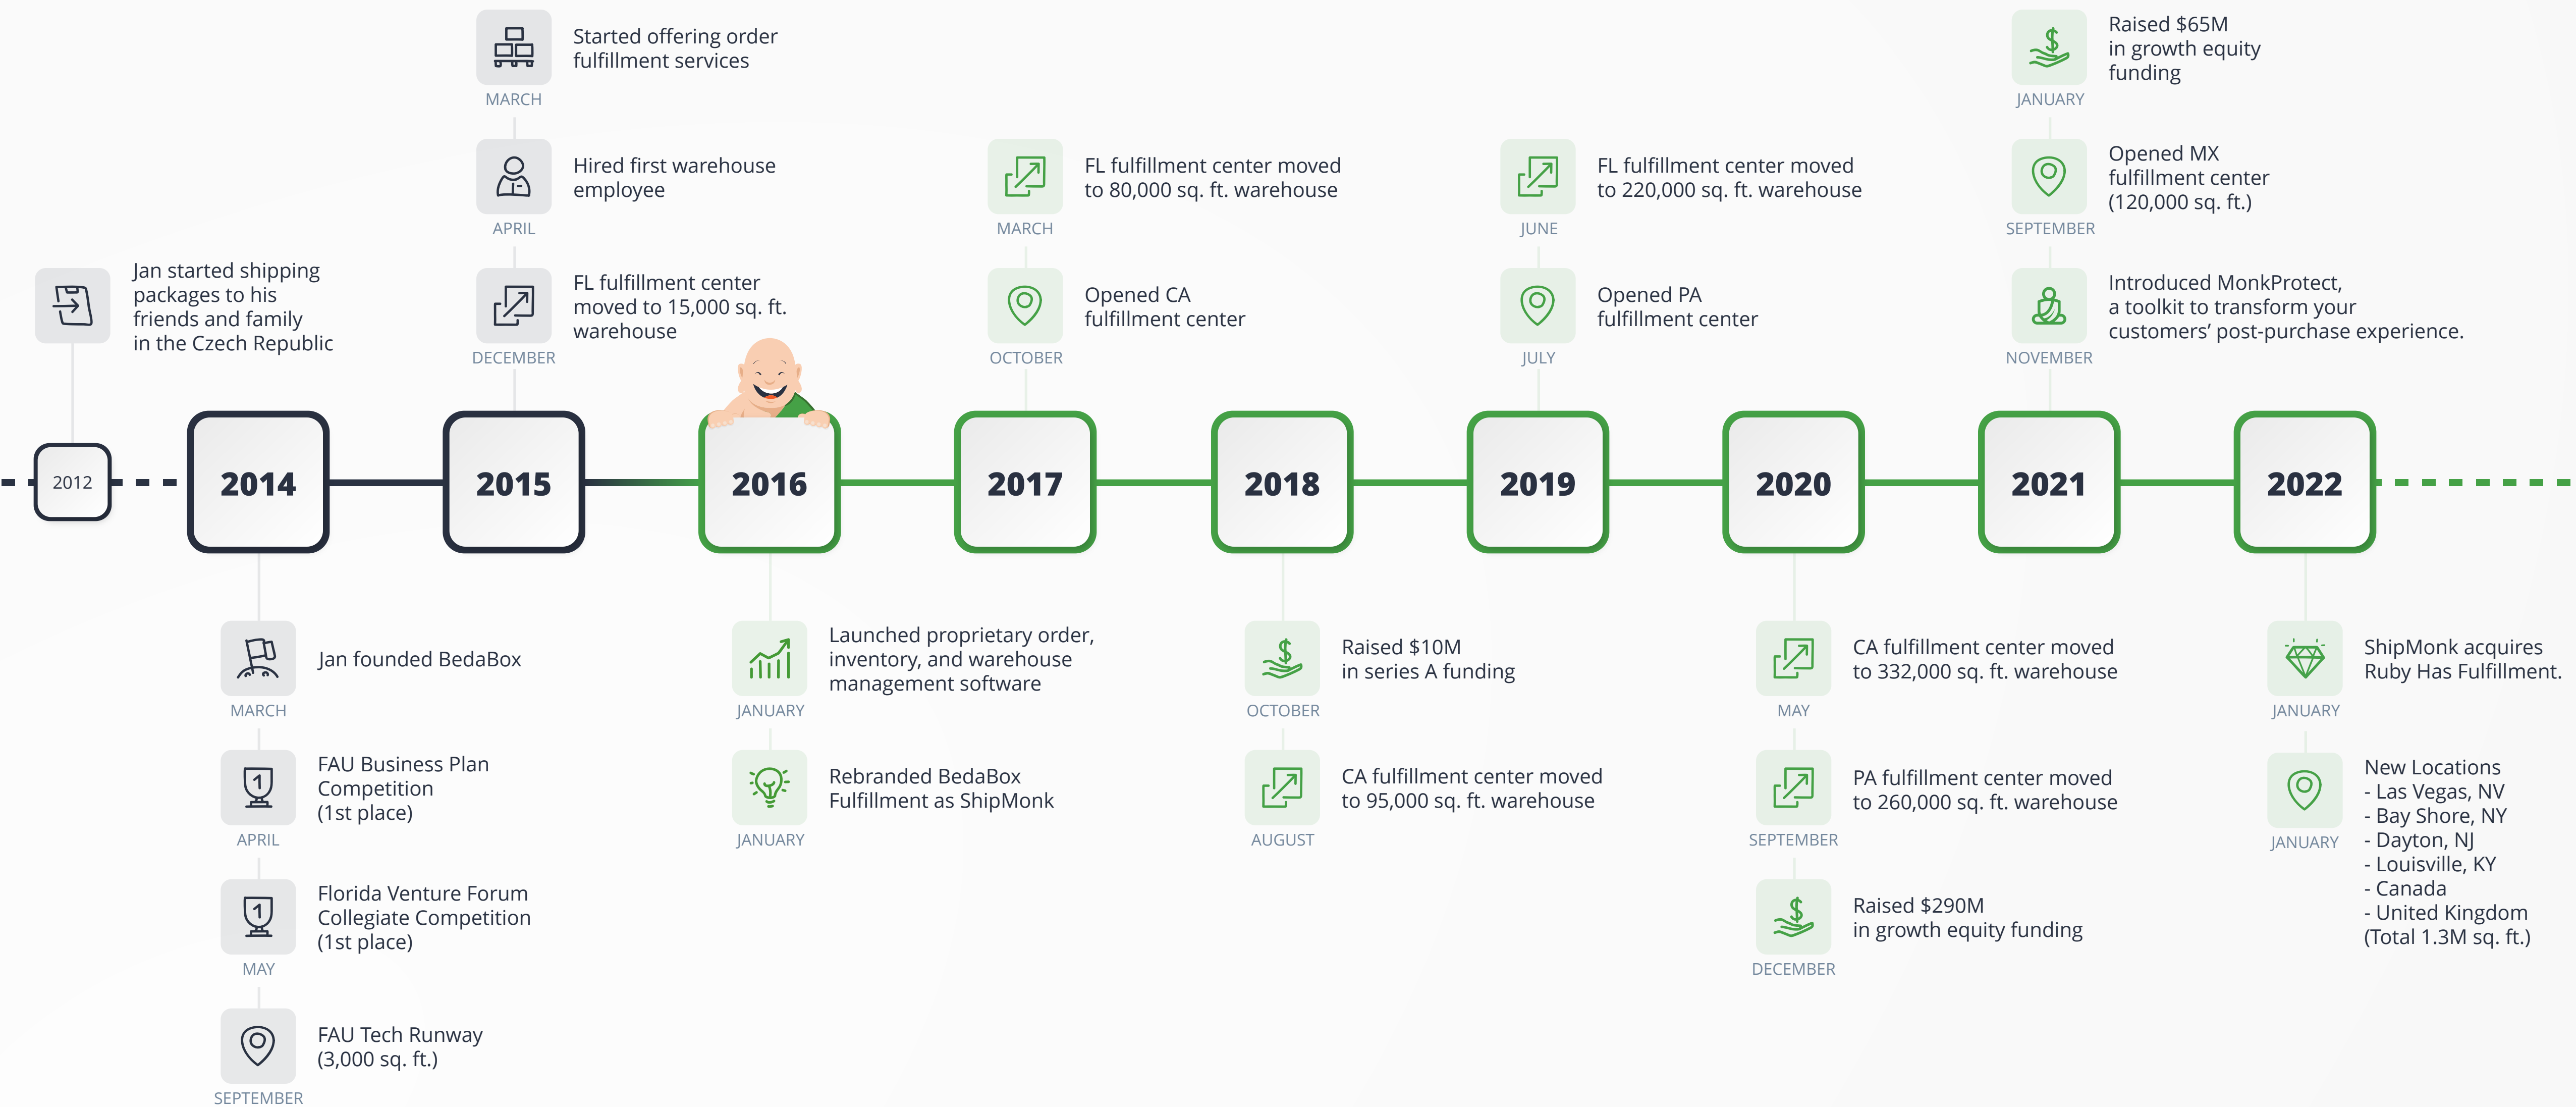 Jan started shipping
packages to his
friends and family
in the Czech Republic
2012
2014
Jan founded BedaBox
MARCH
FAU Business Plan
Competition
(1st place)
APRIL
Florida Venture Forum
Collegiate Competition
(1st place)
MAY
FAU Tech Runway
(3,000 sq. ft.)
SEPTEMBER
Started offering order
fulfillment services
MARCH
Hired first warehouse
employee
APRIL
FL fulfillment center
moved to 15,000 sq. ft.
warehouse
DECEMBER
2015
2016
Launched proprietary order,
inventory, and warehouse
management software
JANUARY
Rebranded BedaBox
Fulfillment as ShipMonk
JANUARY
FL fulfillment center moved
to 80,000 sq. ft. warehouse
MARCH
Opened CA
fulfillment center
OCTOBER
2017
2018
Raised $10M
in series A funding
OCTOBER
CA fulfillment center moved
to 95,000 sq. ft. warehouse
AUGUST
FL fulfillment center moved
to 220,000 sq. ft. warehouse
JUNE
Opened PA
fulfillment center
JULY
2019
2020
CA fulfillment center moved
to 332,000 sq. ft. warehouse
MAY
PA fulfillment center moved
to 260,000 sq. ft. warehouse
SEPTEMBER
Raised $290M
in growth equity funding
DECEMBER
Raised $65M
in growth equity
funding
JANUARY
Opened MX
fulfillment center
(120,000 sq. ft.)
SEPTEMBER
Introduced MonkProtect,
a toolkit to transform your
customers’ post-purchase experience.
NOVEMBER
2021
2022
ShipMonk acquires
Ruby Has Fulfillment.
JANUARY
New Locations
- Las Vegas, NV
- Bay Shore, NY
- Dayton, NJ
- Louisville, KY
- Canada
- United Kingdom
(Total 1.3M sq. ft.)
JANUARY